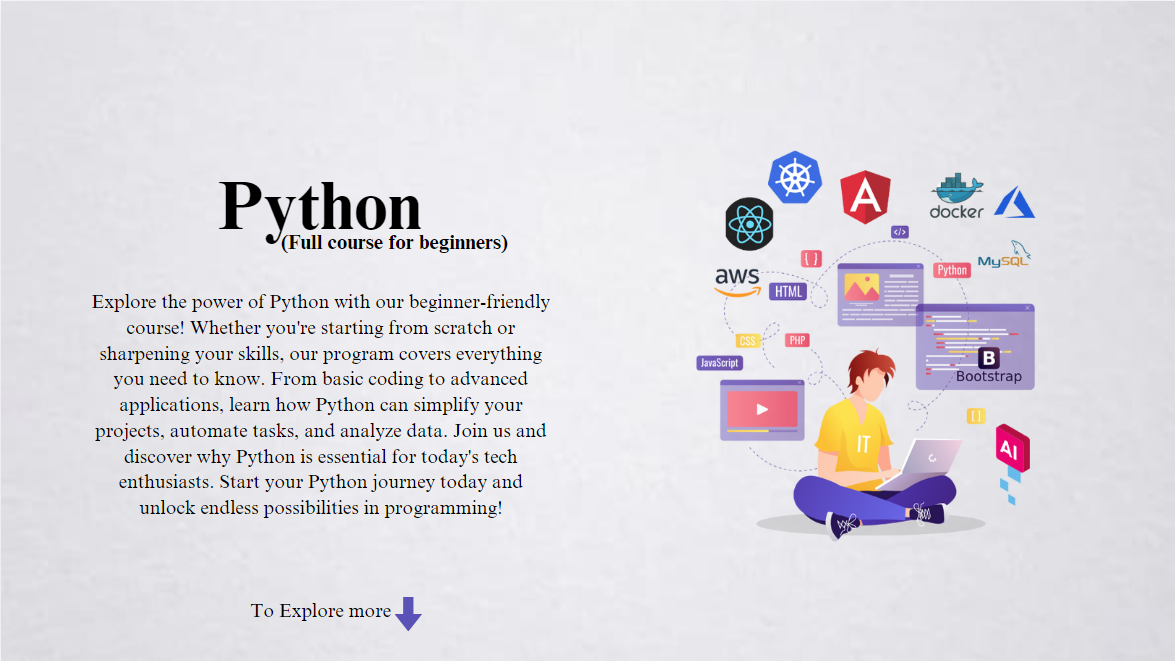 Python
(Full course for beginners)
Explore the power of Python with our beginner-friendly
course! Whether you're starting from scratch or
sharpening your skills, our program covers everything
you need to know. From basic coding to advanced
applications, learn how Python can simplify your
projects, automate tasks, and analyze data. Join us and
discover why Python is essential for today's tech
enthusiasts. Start your Python journey today and
unlock endless possibilities in programming!
To Explore more
A
docker
</>
{ }
Python
MySQL
aws
HTML
CSS
PHP
JavaScript
B
Bootstrap
{ }
IT
AI